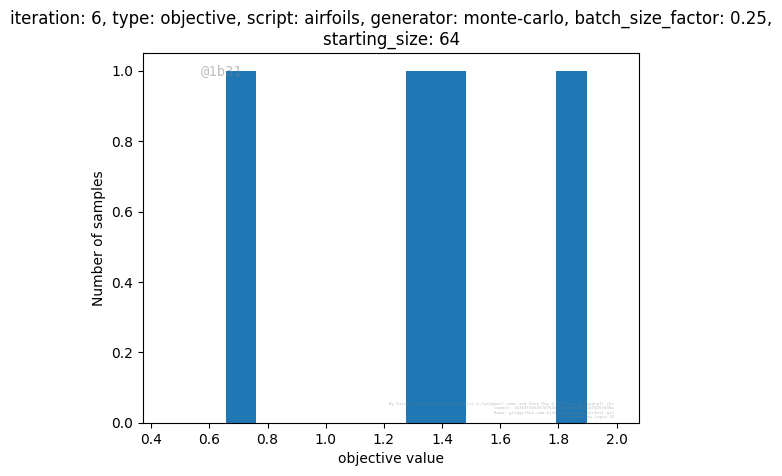 iteration: 6, type: objective, script: airfoils, generator: monte-carlo, batch_size_factor: 0.25,
starting_size: 64
@1b31
1.0
0.8
0.6
0.4
0.2
0.0
Number of samples
0.4 0.6 0.8 1.0 1.2 1.4 1.6 1.8 2.0
objective value